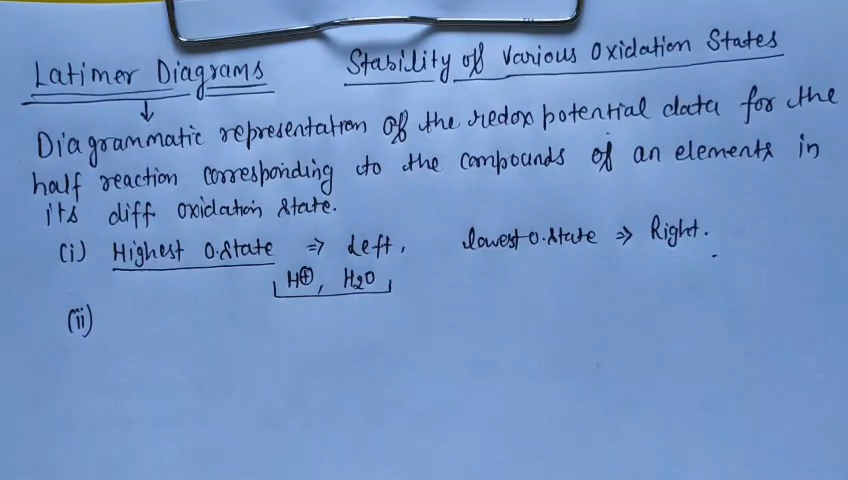 Latimer Diagrams Stability of Various Oxidation States
↓
Diagrammatic representation of the redox potential data for the
half reaction corresponding to the compounds of an elements in
its diff oxidation state.
(i) Highest O.state ⇒ Left, lowest O.state ⇒ Right.
H⊕, H2O
(ii)